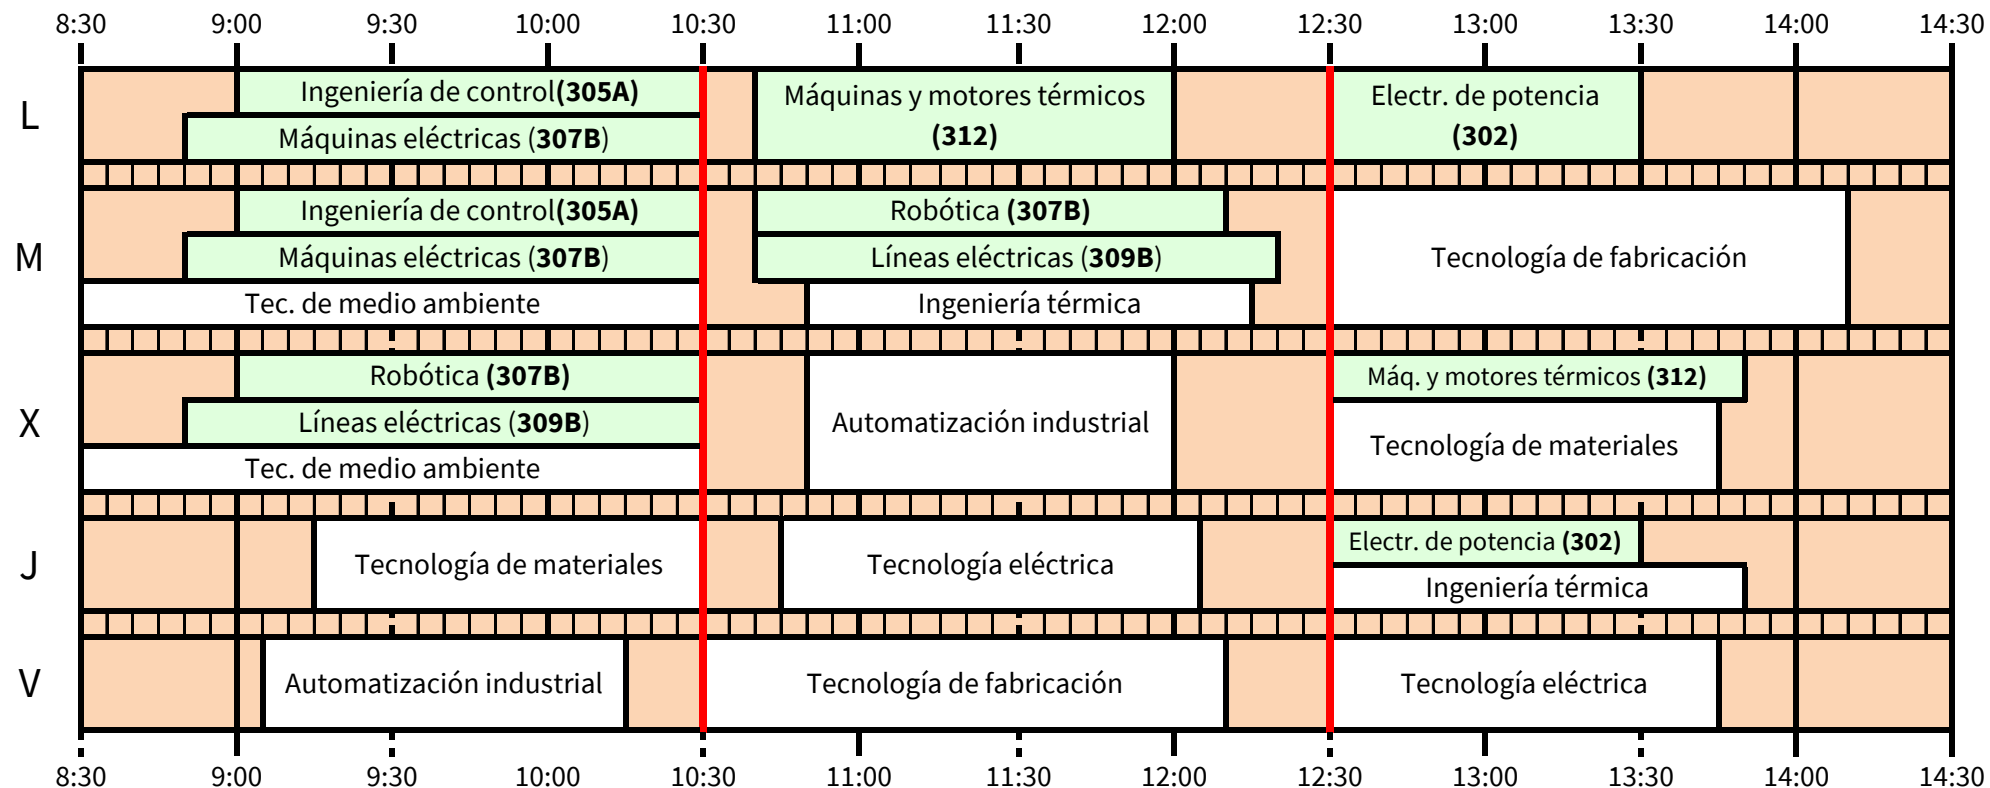 8:30 9:00 9:30 10:00 10:30 11:00 11:30 12:00 12:30 13:00 13:30 14:00 14:30
L
Ingeniería de control(305A)
Máquinas eléctricas (307B)
Máquinas y motores térmicos
(312)
Electr. de potencia
(302)
M
Ingeniería de control(305A)
Máquinas eléctricas (307B)
Tec. de medio ambiente
Robótica (307B)
Líneas eléctricas (309B)
Ingeniería térmica
Tecnología de fabricación
X
Robótica (307B)
Líneas eléctricas (309B)
Tec. de medio ambiente
Automatización industrial
Máq. y motores térmicos (312)
Tecnología de materiales
J
Tecnología de materiales
Tecnología eléctrica
Electr. de potencia (302)
Ingeniería térmica
V
Automatización industrial
Tecnología de fabricación
Tecnología eléctrica
8:30 9:00 9:30 10:00 10:30 11:00 11:30 12:00 12:30 13:00 13:30 14:00 14:30